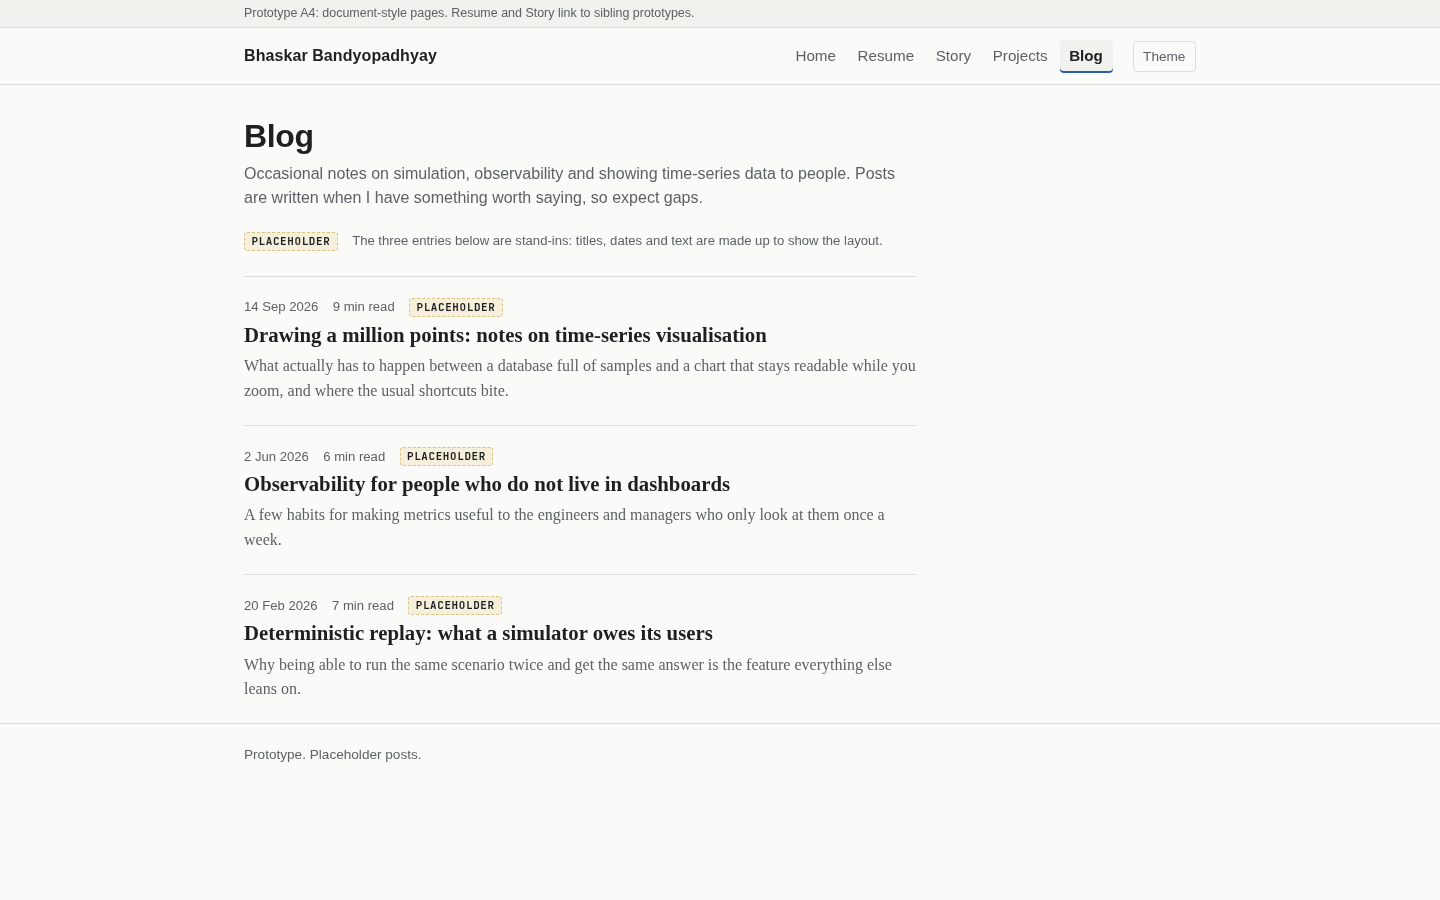 Prototype A4: document-style pages. Resume and Story link to sibling prototypes.
Bhaskar Bandyopadhyay
Home Resume Story Projects Blog Theme
Blog
Occasional notes on simulation, observability and showing time-series data to people. Posts
are written when I have something worth saying, so expect gaps.
PLACEHOLDER The three entries below are stand-ins: titles, dates and text are made up to show the layout.
14 Sep 2026 9 min read PLACEHOLDER
Drawing a million points: notes on time-series visualisation
What actually has to happen between a database full of samples and a chart that stays readable while you
zoom, and where the usual shortcuts bite.
2 Jun 2026 6 min read PLACEHOLDER
Observability for people who do not live in dashboards
A few habits for making metrics useful to the engineers and managers who only look at them once a
week.
20 Feb 2026 7 min read PLACEHOLDER
Deterministic replay: what a simulator owes its users
Why being able to run the same scenario twice and get the same answer is the feature everything else
leans on.
Prototype. Placeholder posts.